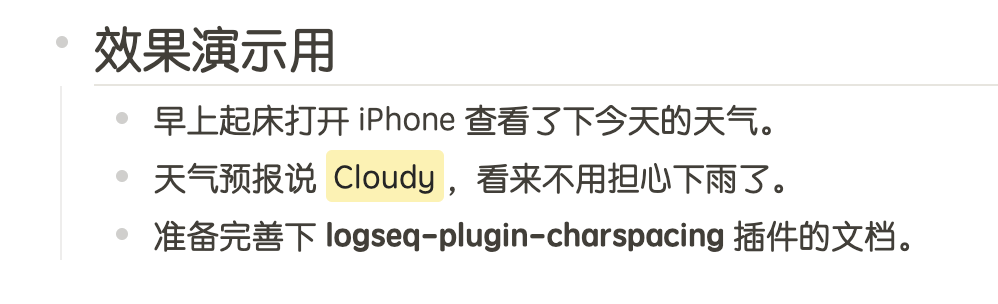 效果演示用
早上起床打开 iPhone 查看了下今天的天气。
天气预报说 Cloudy ，看来不用担心下雨了。
准备完善下 logseq-plugin-charspacing 插件的文档。